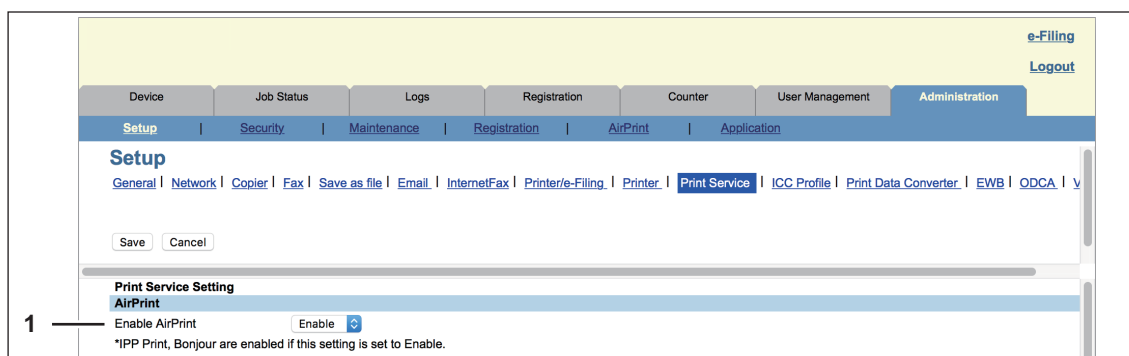 e-Filing
Logout
Device Job Status Logs Registration Counter User Management Administration
Setup | Security | Maintenance | Registration | AirPrint | Application
Setup
General | Network | Copier | Fax | Save as file | Email | InternetFax | Printer/e-Filing | Printer | Print Service | ICC Profile | Print Data Converter | EWB | ODCA |
Save Cancel
Print Service Setting
AirPrint
1 Enable AirPrint Enable
*IPP Print, Bonjour are enabled if this setting is set to Enable.